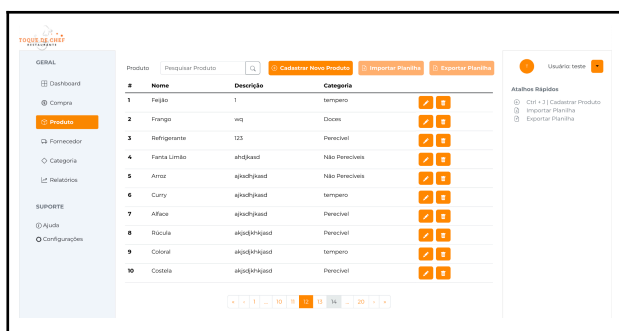 TOQUE DE CHEF
RESTAURANTE
GERAL
Dashboard
Compra
Produto
Fornecedor
Categoria
Relatórios
SUPORTE
Ajuda
Configurações
Produto Pesquisar Produto Cadastrar Novo Produto Importar Planilha Exportar Planilha
# Nome Descrição Categoria
1 Feijão 1 tempero
2 Frango wq Doces
3 Refrigerante 123 Perecível
4 Fanta Limão ahdjkasd Não Perecíveis
5 Arroz ajksdhjkasd Não Perecíveis
6 Curry ajksdhjkasd tempero
7 Alface ajksdhjkasd Perecível
8 Rúcula akjsdjkhkjasd Perecível
9 Coloral akjsdjkhkjasd tempero
10 Costela akjsdjkhkjasd Perecível
« ‹ 1 ... 10 11 12 13 14 ... 20 › »
Usuário: teste
Atalhos Rápidos
Ctrl + J | Cadastrar Produto
Importar Planilha
Exportar Planilha